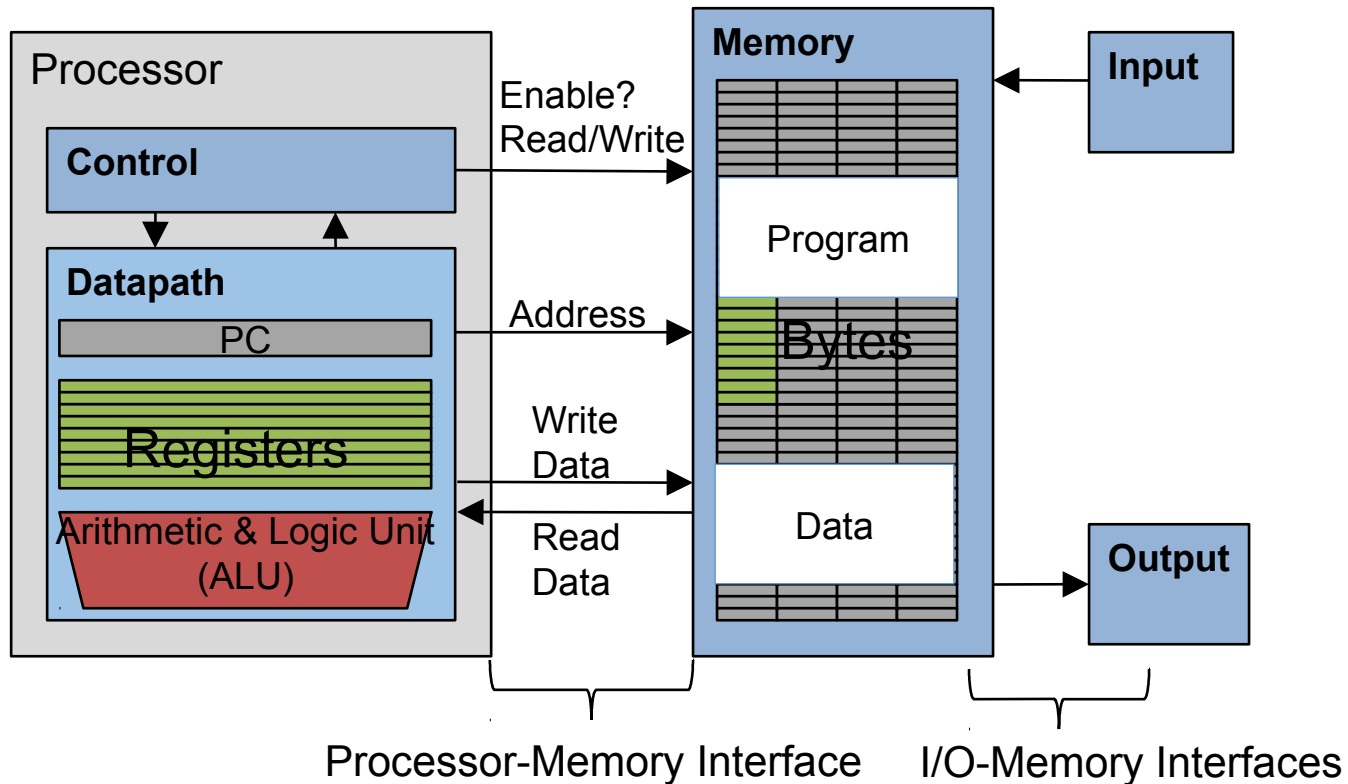 Processor
Control
Datapath
PC
Registers
Arithmetic & Logic Unit
(ALU)
Enable?
Read/Write
Address
Write
Data
Read
Data
Memory
Program
Bytes
Data
Input
Output
Processor-Memory Interface
I/O-Memory Interfaces